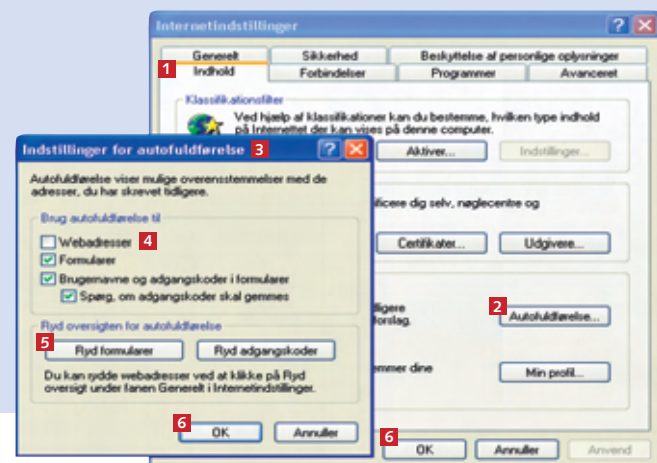 Internetindstillinger
Generelt Sikkerhed Beskyttelse af personlige oplysninger
1 Indhold Forbindelser Programmer Avanceret
Klassifikationsfilter
Ved hjælp af klassifikationer kan du bestemme, hvilken type indhold
på Internettet der kan vises på denne computer.
Aktiver... Indstillinger...
ificere dig selv, nøglecentre og
Certifikater... Udgivere...
ligere
forslag.
2 Autofuldførelse...
emmer dine
Min profil...
6 OK Annuller Anvend
Indstillinger for autofuldførelse 3
Autofuldførelse viser mulige overensstemmelser med de
adresser, du har skrevet tidligere.
Brug autofuldførelse til
Webadresser 4
Formularer
Brugernavne og adgangskoder i formularer
Spørg, om adgangskoder skal gemmes
Ryd oversigten for autofuldførelse
5 Ryd formularer Ryd adgangskoder
Du kan rydde webadresser ved at klikke på Ryd
oversigt under fanen Generelt i Internetindstillinger.
6 OK Annuller